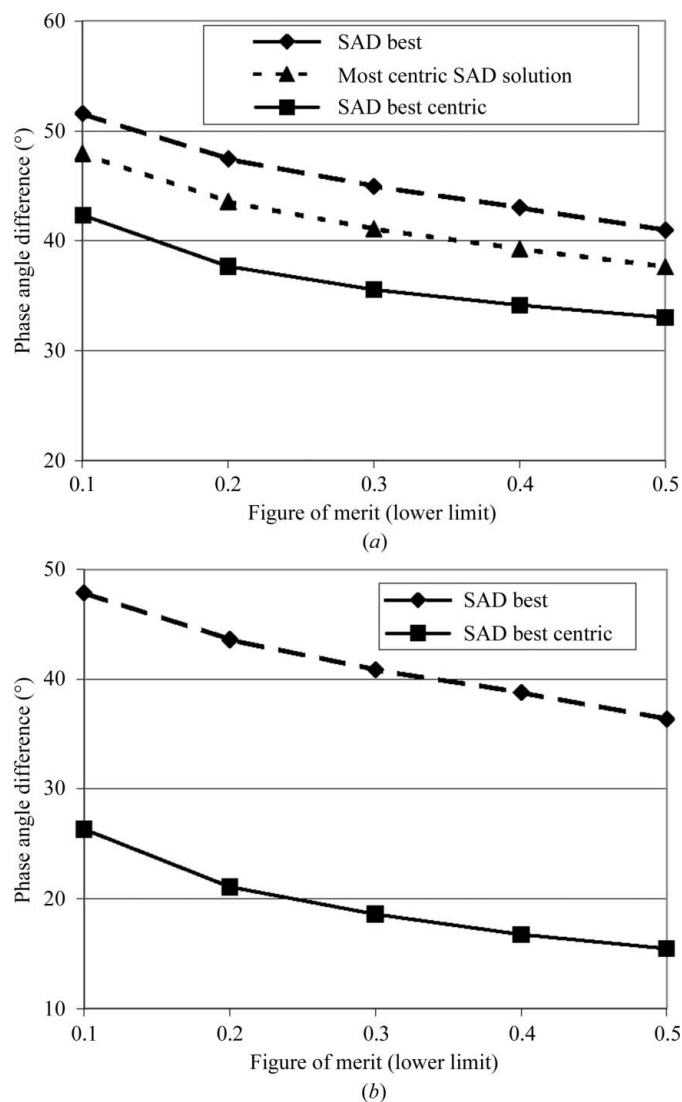 60
50
40
30
20
Phase angle difference (°)
SAD best
Most centric SAD solution
SAD best centric
0.1 0.2 0.3 0.4 0.5
Figure of merit (lower limit)
(a)
50
40
30
20
10
Phase angle difference (°)
SAD best
SAD best centric
0.1 0.2 0.3 0.4 0.5
Figure of merit (lower limit)
(b)